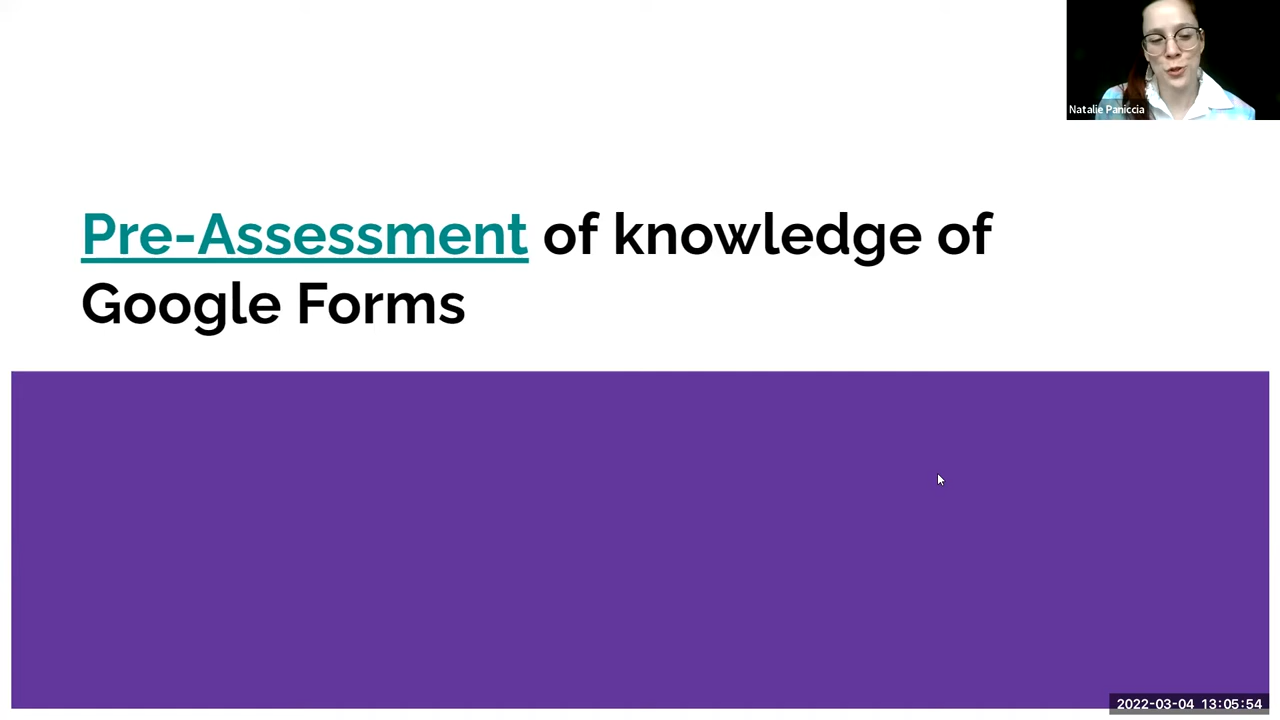 Natalie Paniccia
Pre-Assessment of knowledge of
Google Forms
2022-03-04 13:05:54